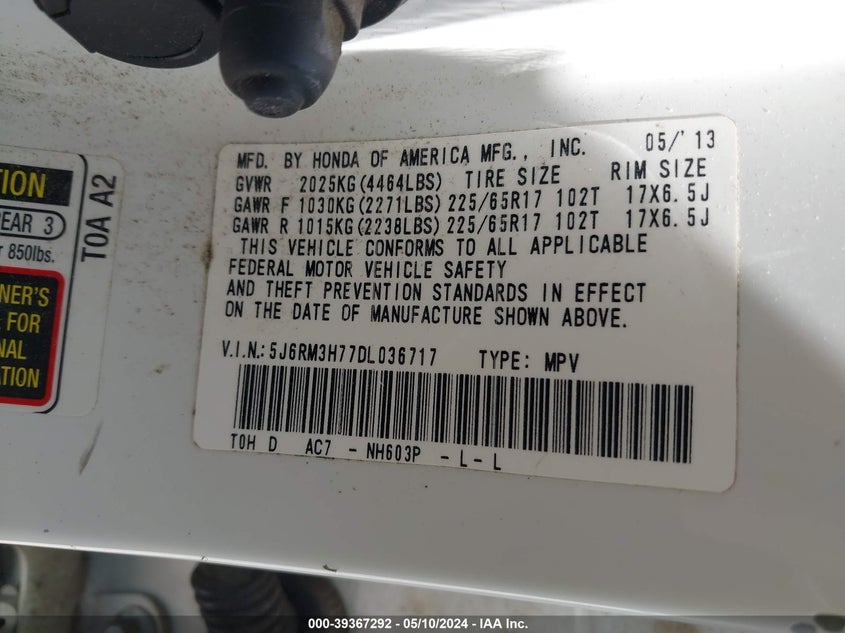 ION
PEAR 3
r 850lbs.
NER'S
FOR
NAL
ATION
T0A A2
MFD. BY HONDA OF AMERICA MFG., INC. 05/'13
GVWR 2025KG(4464LBS) TIRE SIZE RIM SIZE
GAWR F 1030KG(2271LBS) 225/65R17 102T 17X6.5J
GAWR R 1015KG(2238LBS) 225/65R17 102T 17X6.5J
THIS VEHICLE CONFORMS TO ALL APPLICABLE
FEDERAL MOTOR VEHICLE SAFETY
AND THEFT PREVENTION STANDARDS IN EFFECT
ON THE DATE OF MANUFACTURE SHOWN ABOVE.
V.I.N.: 5J6RM3H77DL036717 TYPE: MPV
T0H D AC7 - NH603P - L - L
000-39367292 - 05/10/2024 - IAA Inc.